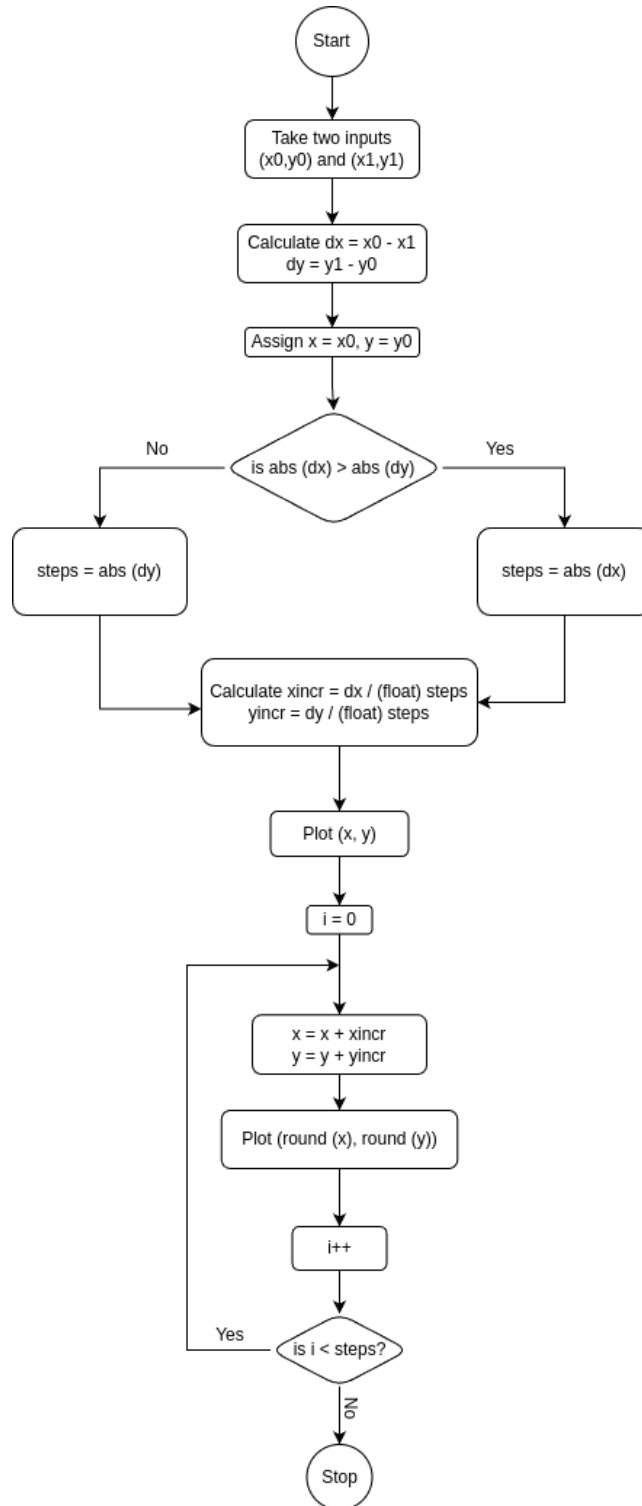 Start
Take two inputs
(x0,y0) and (x1,y1)
Calculate dx = x0 - x1
dy = y1 - y0
Assign x = x0, y = y0
is abs (dx) > abs (dy)
No
Yes
steps = abs (dy)
steps = abs (dx)
Calculate xincr = dx / (float) steps
yincr = dy / (float) steps
Plot (x, y)
i = 0
x = x + xincr
y = y + yincr
Plot (round (x), round (y))
i++
Yes
is i < steps?
No
Stop